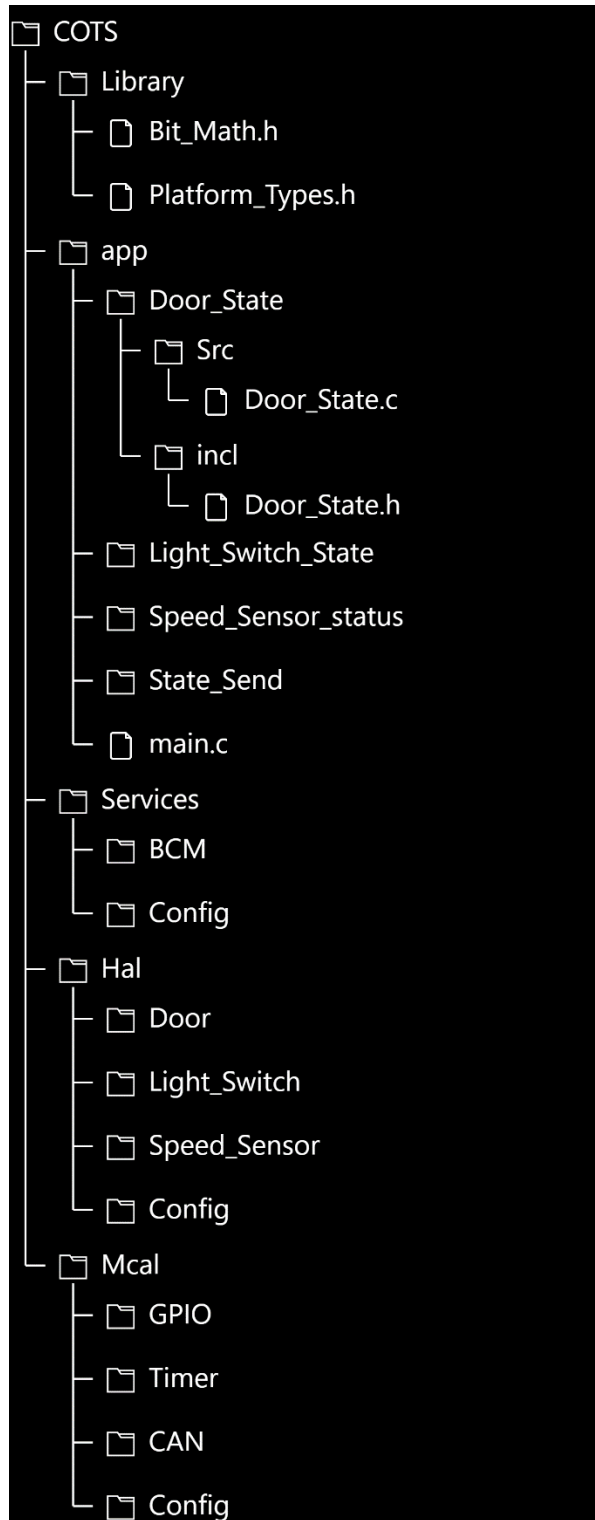 COTS
Library
Bit_Math.h
Platform_Types.h
app
Door_State
Src
Door_State.c
incl
Door_State.h
Light_Switch_State
Speed_Sensor_status
State_Send
main.c
Services
BCM
Config
Hal
Door
Light_Switch
Speed_Sensor
Config
Mcal
GPIO
Timer
CAN
Config